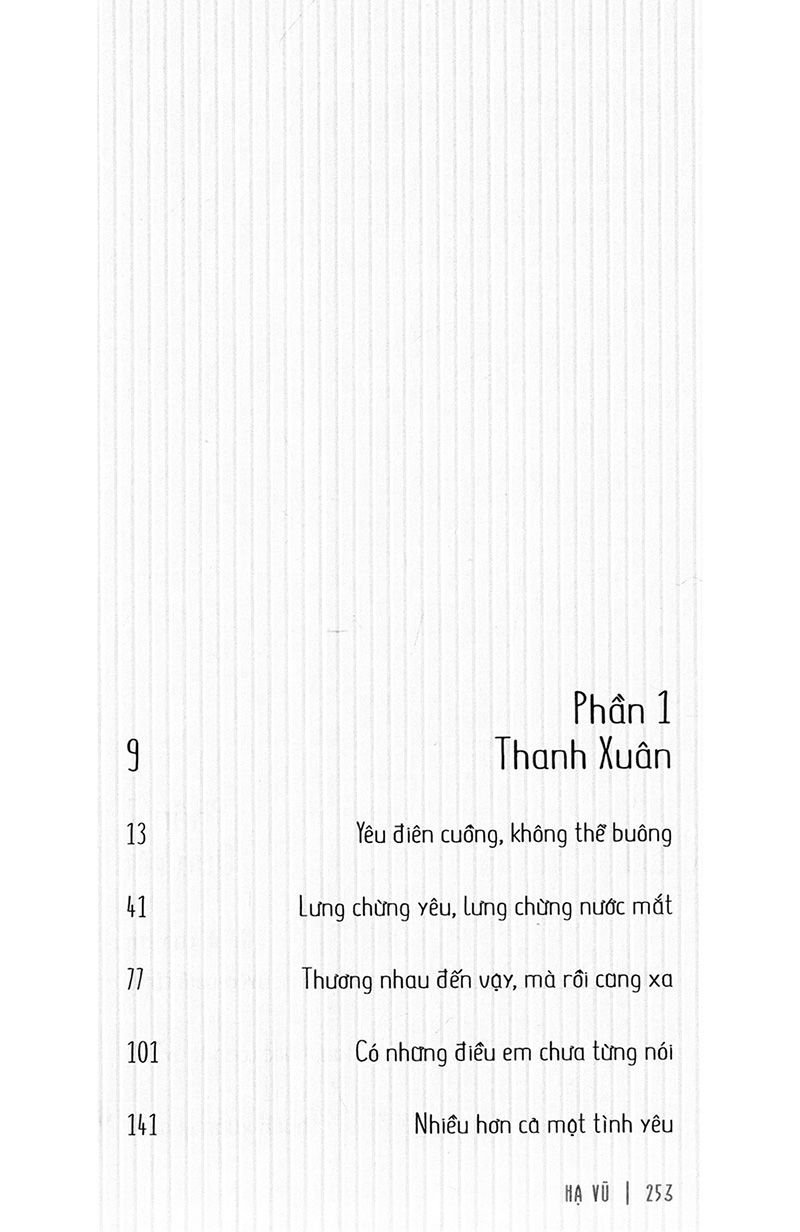 Phần 1
9 Thanh Xuân
13 Yêu điên cuồng, không thể buông
41 Lưng chừng yêu, lưng chừng nước mắt
77 Thương nhau đến vậy, mà rồi cũng xa
101 Có những điều em chưa từng nói
141 Nhiều hơn cả một tình yêu
HẠ VŨ | 253